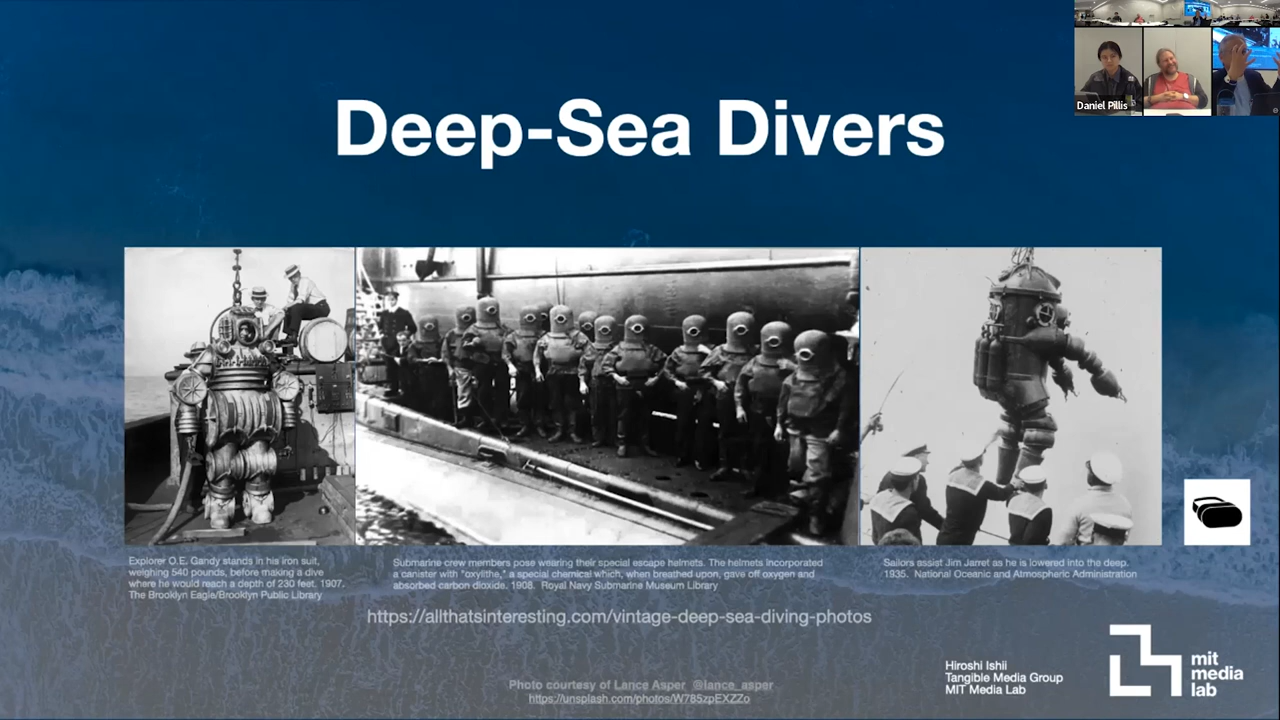 Daniel Pillis
Deep-Sea Divers
Explorer O.E. Gandy stands in his iron suit,
weighing 540 pounds, before making a dive
where he would reach a depth of 230 feet. 1907.
The Brooklyn Eagle/Brooklyn Public Library
Submarine crew members pose wearing their special escape helmets. The helmets incorporated
a canister with "oxylithe," a special chemical which, when breathed upon, gave off oxygen and
absorbed carbon dioxide. 1908. Royal Navy Submarine Museum Library
Sailors assist Jim Jarret as he is lowered into the deep.
1935. National Oceanic and Atmospheric Administration
https://allthatsinteresting.com/vintage-deep-sea-diving-photos
Photo courtesy of Lance Asper @lance_asper
https://unsplash.com/photos/W785zpEXZZo
Hiroshi Ishii
Tangible Media Group
MIT Media Lab
mit
media
lab